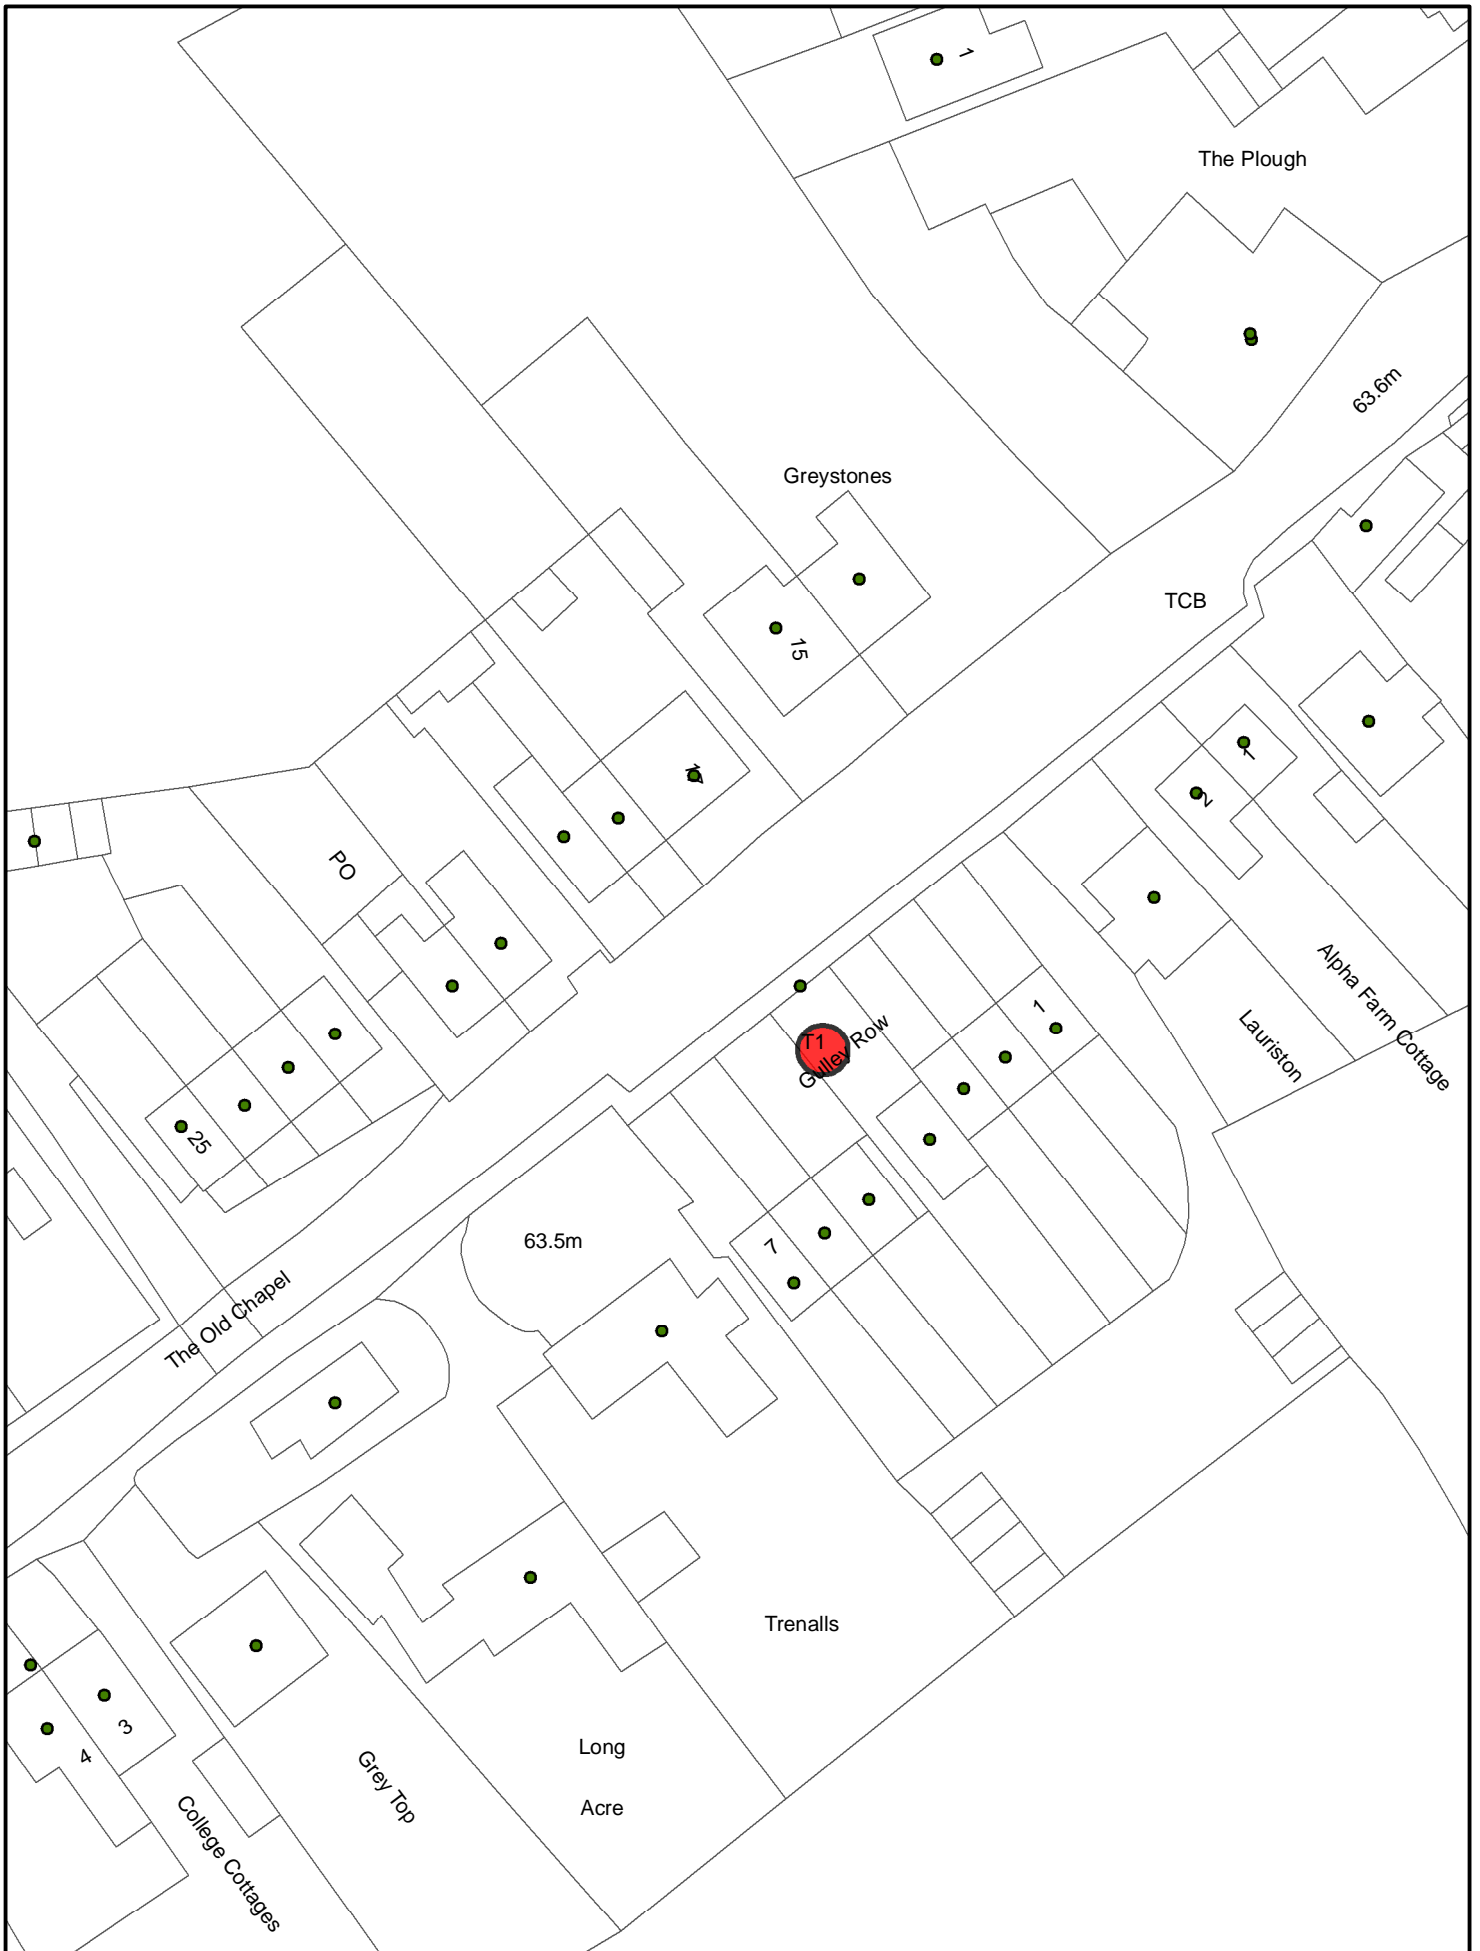 1
The Plough
63.6m
Greystones
TCB
15
1
17
2
PO
Alpha Farm Cottage
1
Lauriston
T1
Gulley Row
25
63.5m
7
The Old Chapel
Trenalls
3
Long
4
Grey Top
Acre
College Cottages